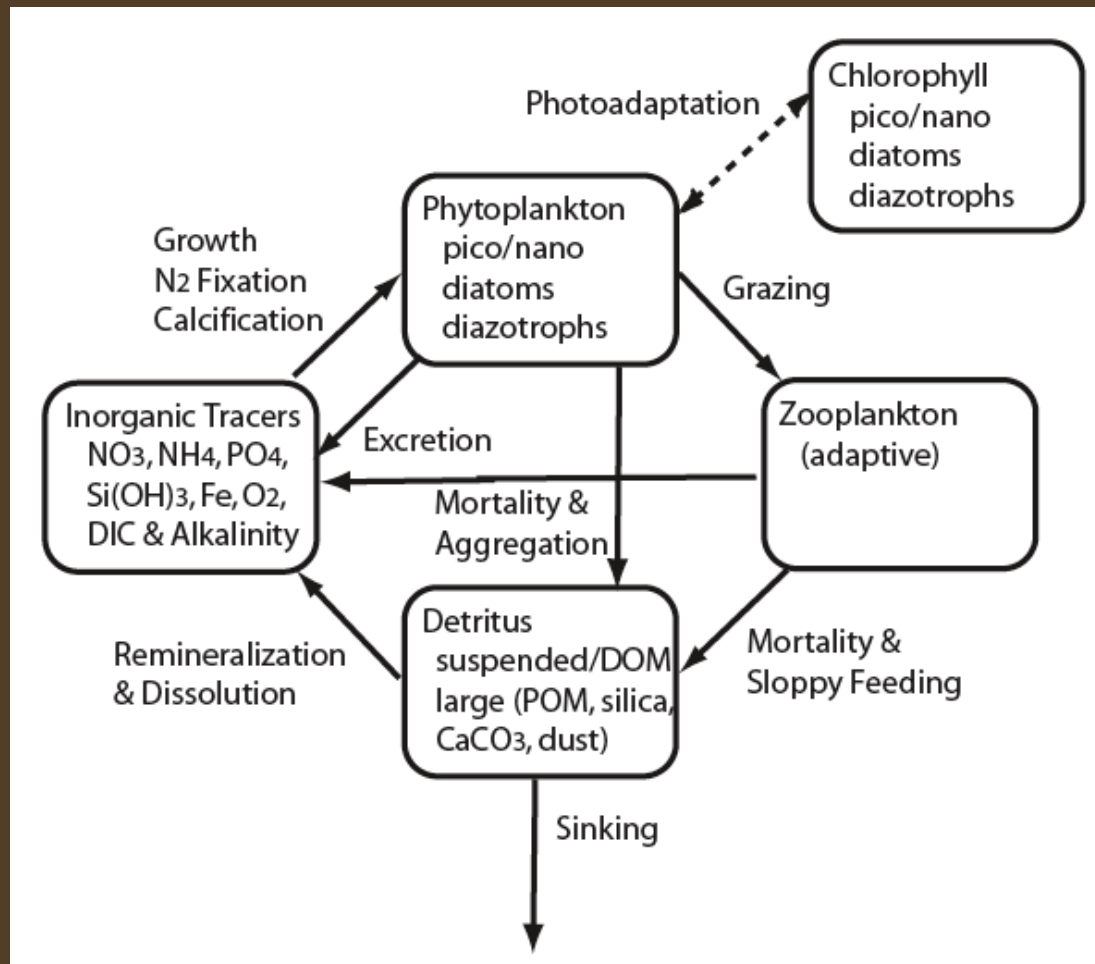 Chlorophyll
pico/nano
diatoms
diazotrophs
Photoadaptation
Phytoplankton
pico/nano
diatoms
diazotrophs
Growth
N2 Fixation
Calcification
Grazing
Inorganic Tracers
NO3, NH4, PO4,
Si(OH)3, Fe, O2,
DIC & Alkalinity
Excretion
Zooplankton
(adaptive)
Mortality &
Aggregation
Detritus
suspended/DOM
large (POM, silica,
CaCO3, dust)
Remineralization
& Dissolution
Mortality &
Sloppy Feeding
Sinking